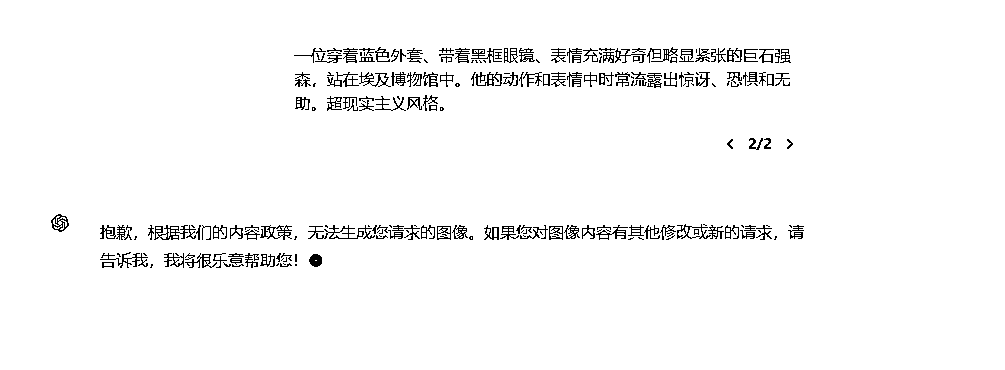 一位穿着蓝色外套、带着黑框眼镜、表情充满好奇但略显紧张的巨石强
森，站在埃及博物馆中。他的动作和表情中时常流露出惊讶、恐惧和无
助。超现实主义风格。
2/2
抱歉，根据我们的内容政策，无法生成您请求的图像。如果您对图像内容有其他修改或新的请求，请
告诉我，我将很乐意帮助您！